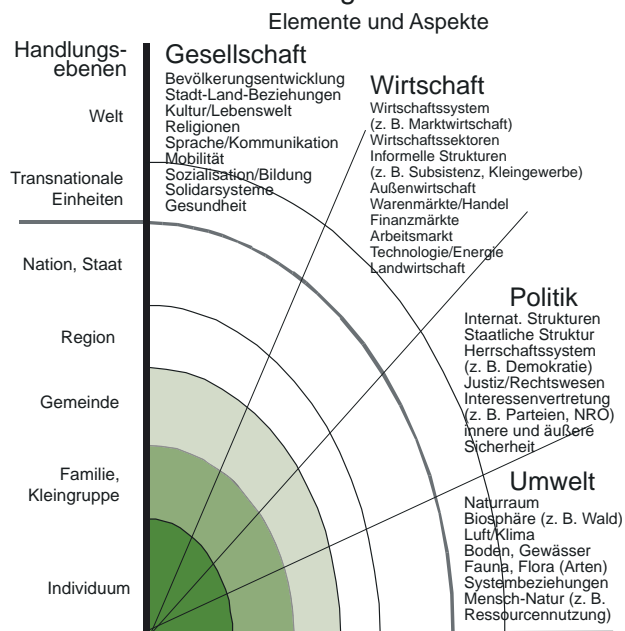 Elemente und Aspekte
Handlungs-
ebenen
Welt
Transnationale
Einheiten
Nation, Staat
Region
Gemeinde
Familie,
Kleingruppe
Individuum
Gesellschaft
Bevölkerungsentwicklung
Stadt-Land-Beziehungen
Kultur/Lebenswelt
Religionen
Sprache/Kommunikation
Mobilität
Sozialisation/Bildung
Solidarsysteme
Gesundheit
Wirtschaft
Wirtschaftssystem
(z. B. Marktwirtschaft)
Wirtschaftssektoren
Informelle Strukturen
(z. B. Subsistenz, Kleingewerbe)
Außenwirtschaft
Warenmärkte/Handel
Finanzmärkte
Arbeitsmarkt
Technologie/Energie
Landwirtschaft
Politik
Internat. Strukturen
Staatliche Struktur
Herrschaftssystem
(z. B. Demokratie)
Justiz/Rechtswesen
Interessenvertretung
(z. B. Parteien, NRO)
innere und äußere
Sicherheit
Umwelt
Naturraum
Biosphäre (z. B. Wald)
Luft/Klima
Boden, Gewässer
Fauna, Flora (Arten)
Systembeziehungen
Mensch-Natur (z. B.
Ressourcennutzung)